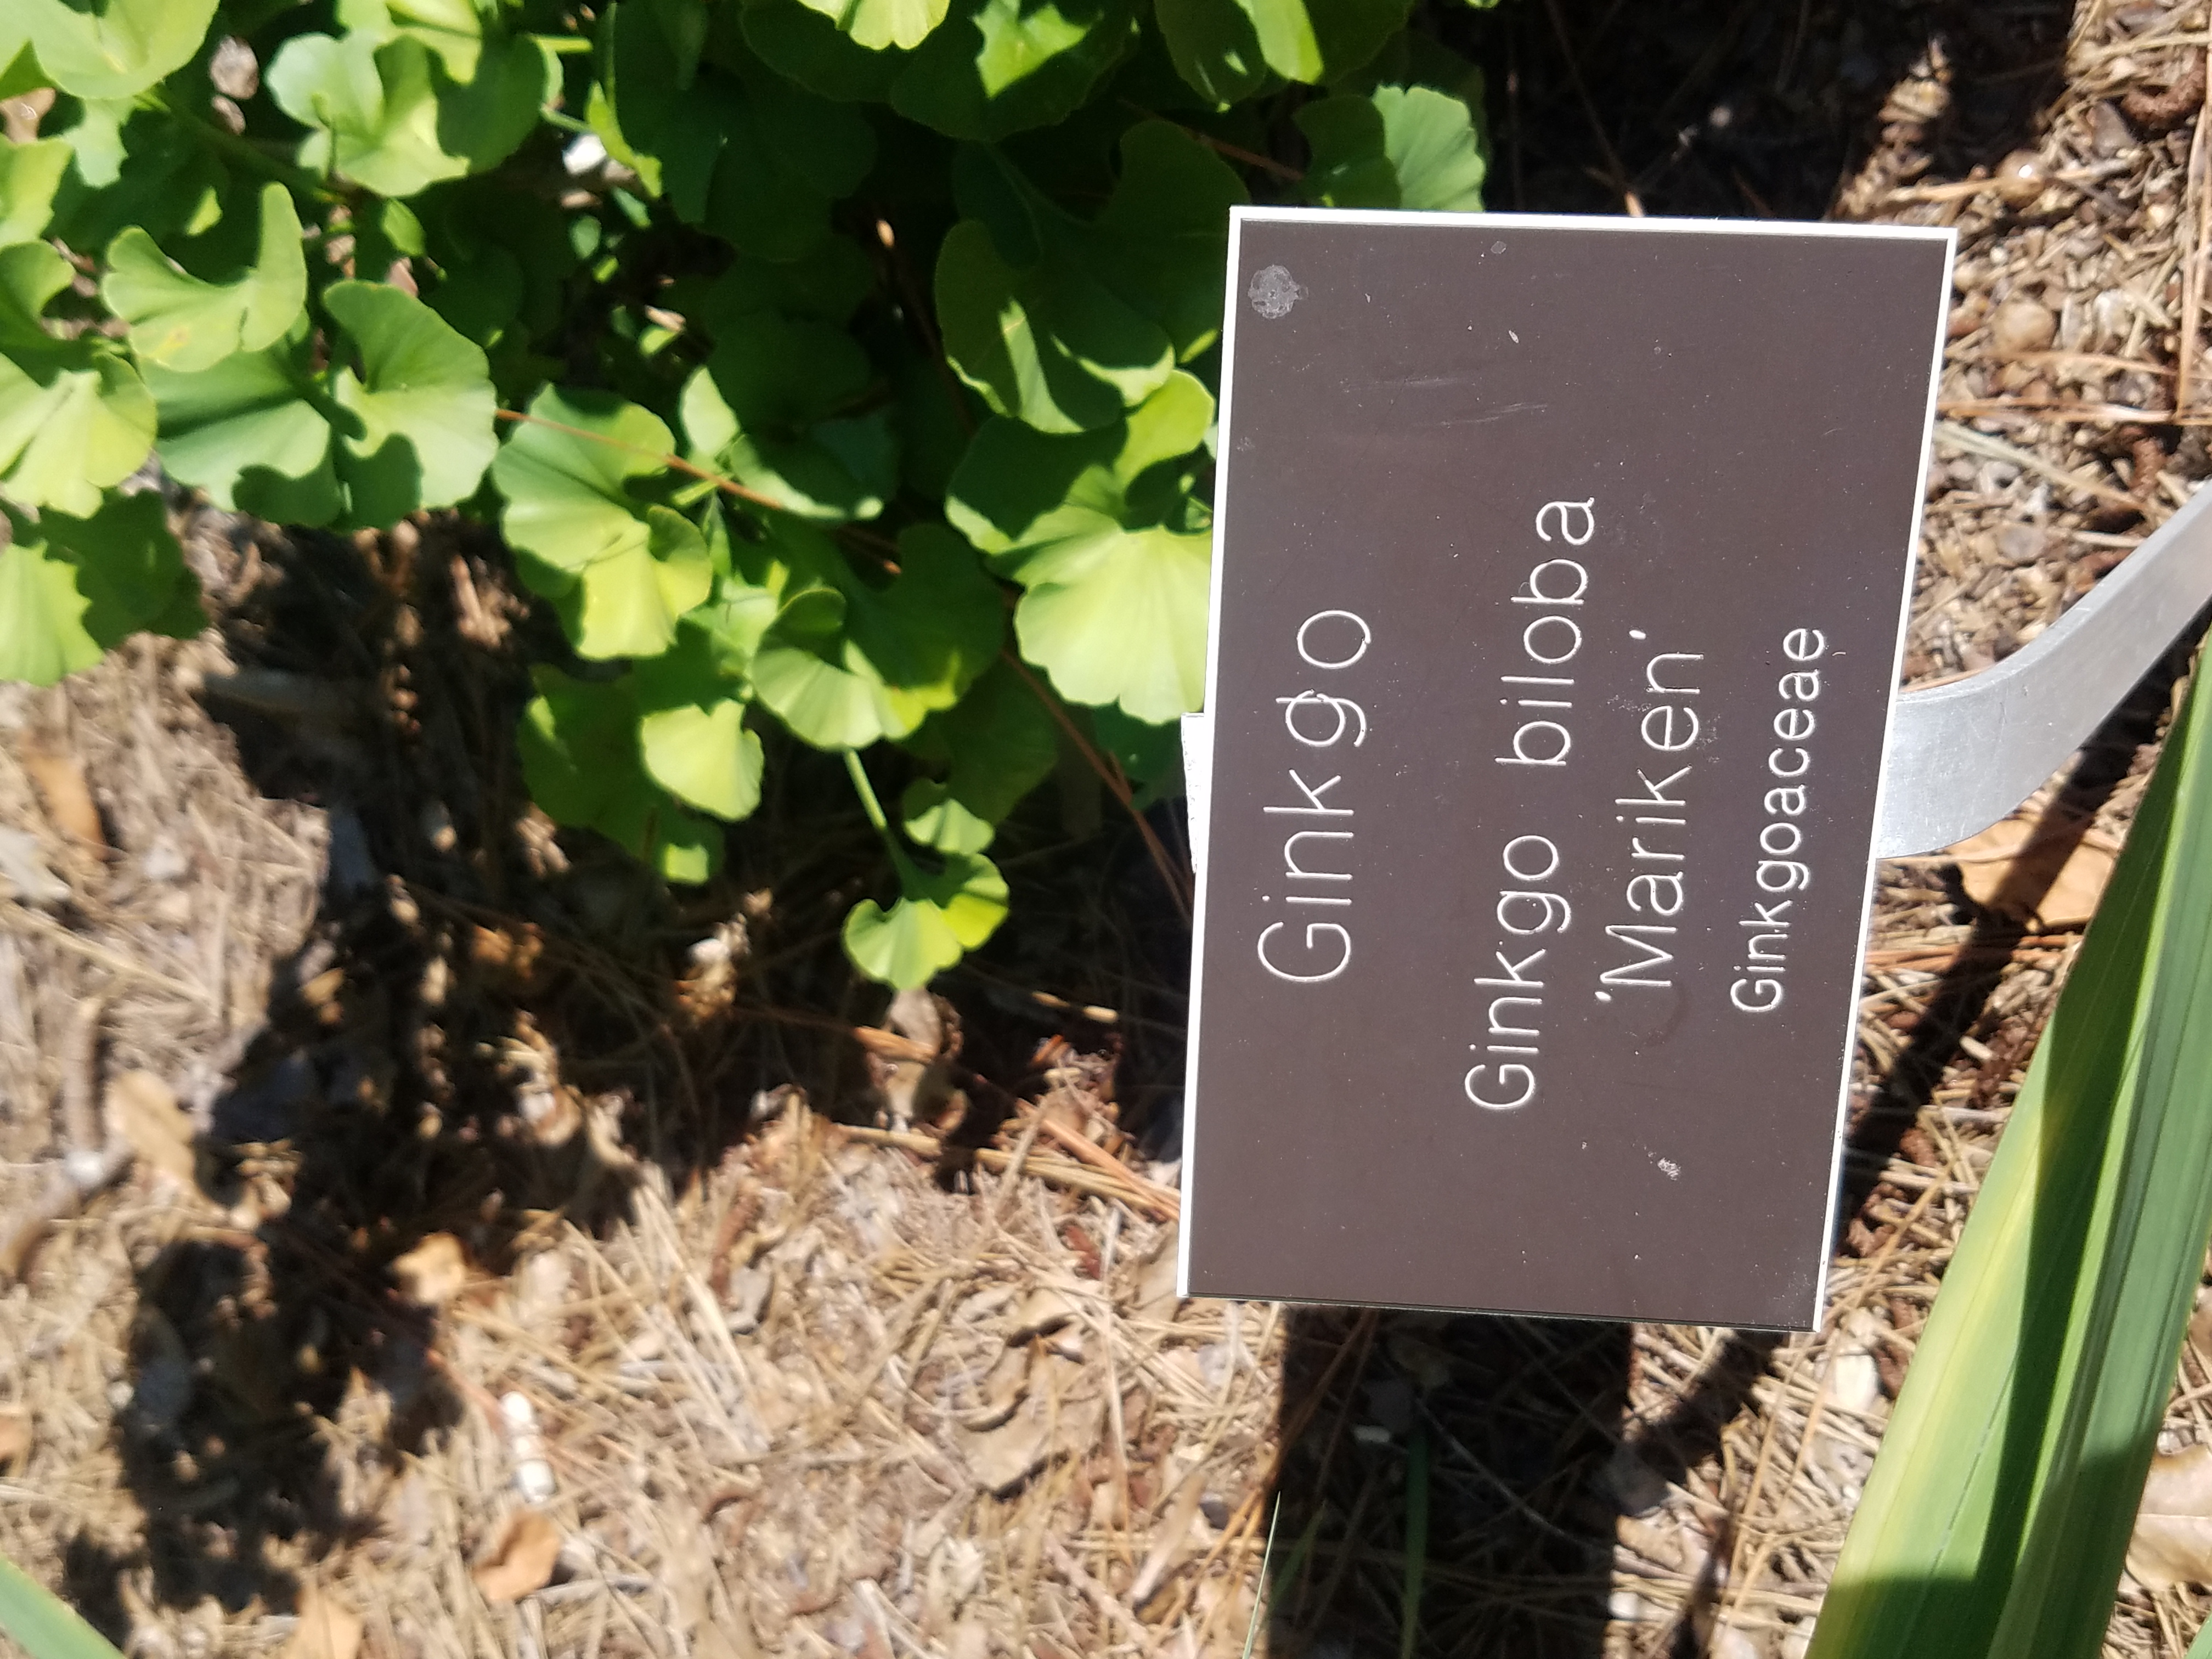 Ginkgo
Ginkgo biloba
'Mariken'
Ginkgoaceae